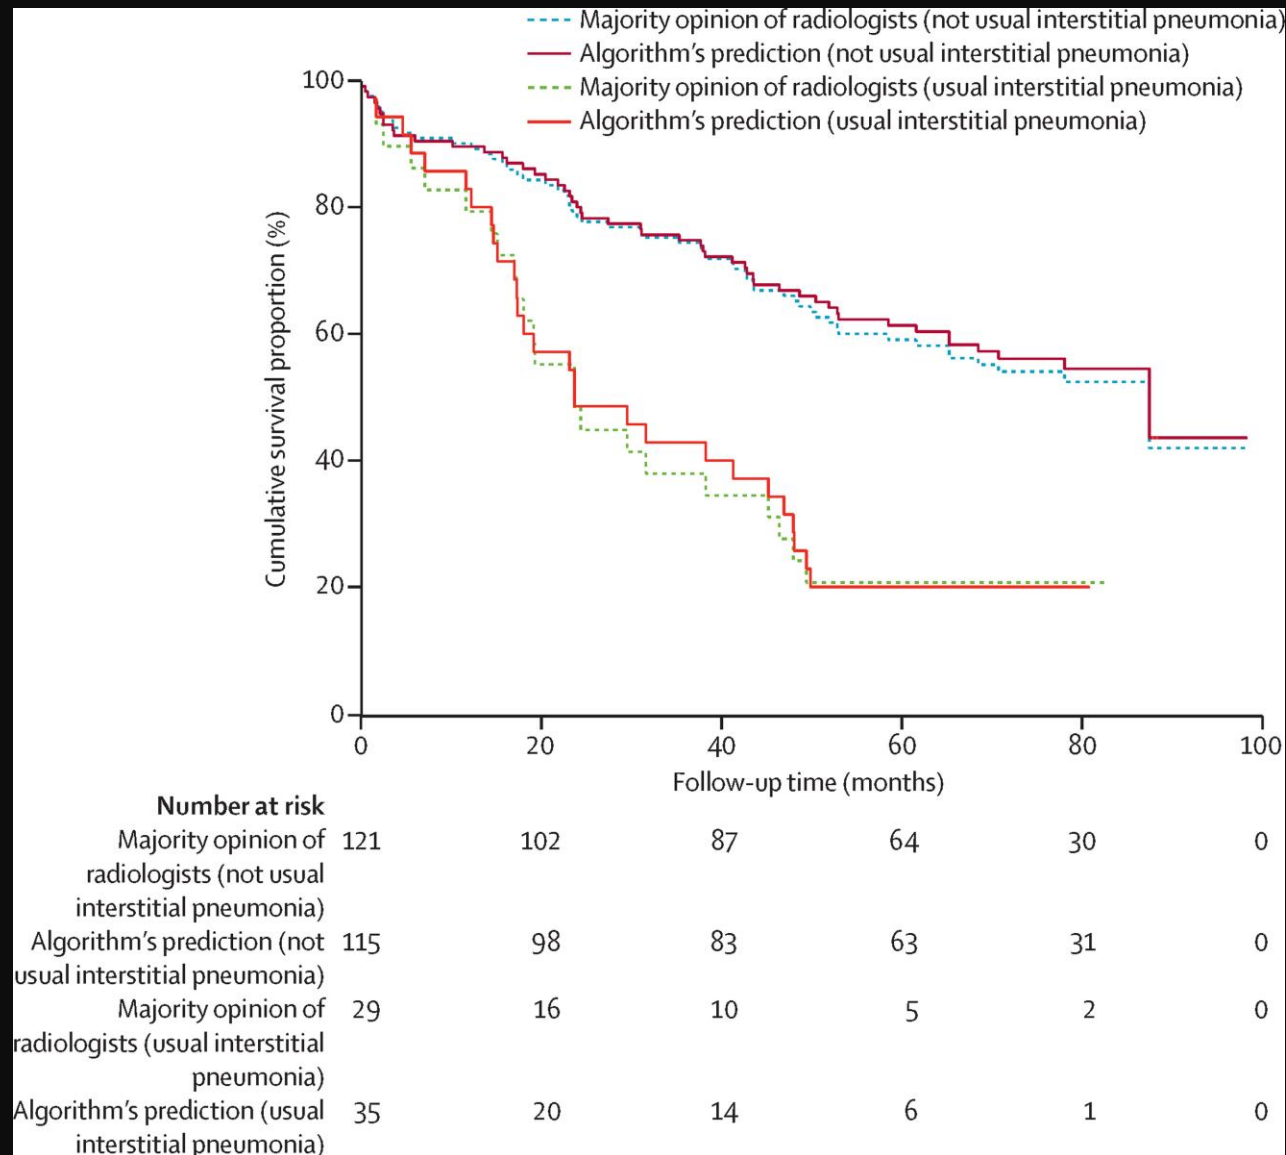 Majority opinion of radiologists (not usual interstitial pneumonia)
Algorithm's prediction (not usual interstitial pneumonia)
Majority opinion of radiologists (usual interstitial pneumonia)
Algorithm's prediction (usual interstitial pneumonia)
100
80
60
40
20
0
Cumulative survival proportion (%)
0 20 40 60 80 100
Follow-up time (months)
Number at risk
Majority opinion of 121 102 87 64 30 0
radiologists (not usual
interstitial pneumonia)
Algorithm's prediction (not 115 98 83 63 31 0
usual interstitial pneumonia)
Majority opinion of 29 16 10 5 2 0
radiologists (usual interstitial
pneumonia)
Algorithm's prediction (usual 35 20 14 6 1 0
interstitial pneumonia)